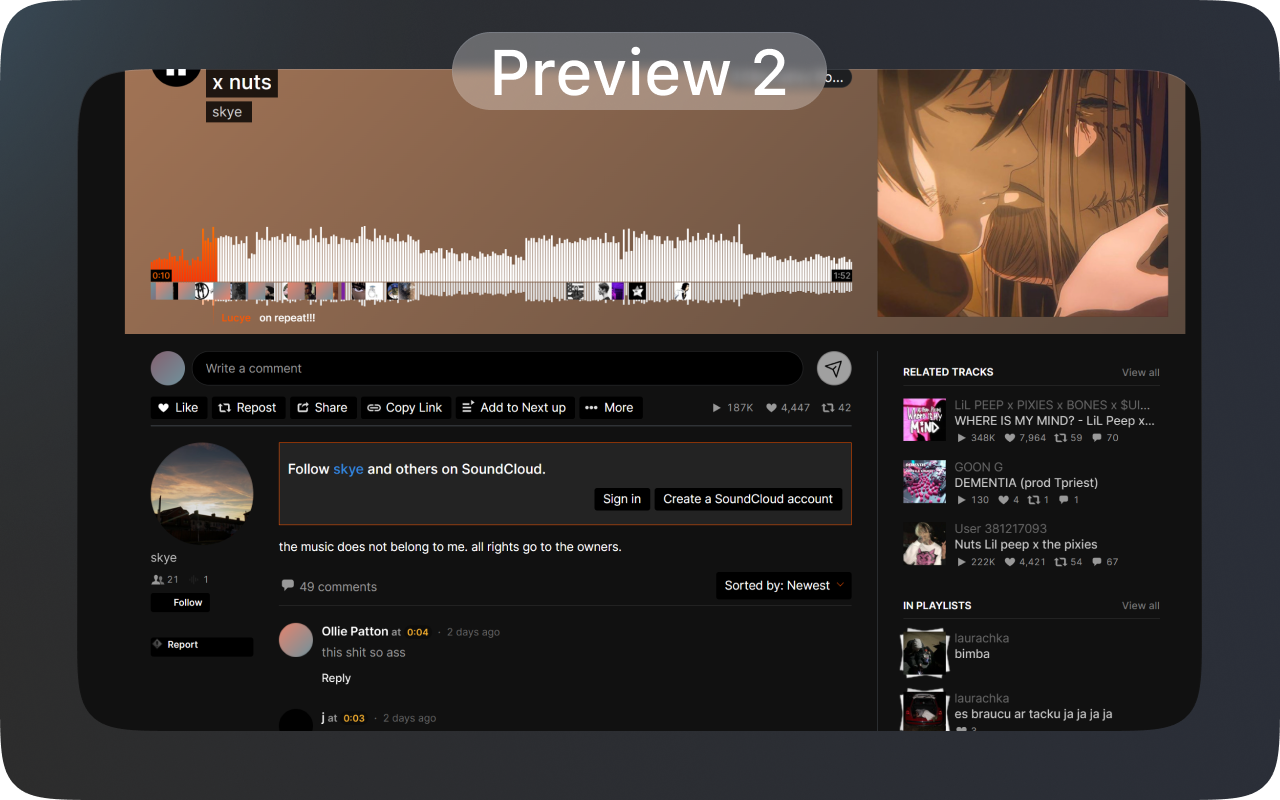 Preview 2
x nuts
o...
skye
0:10
1:52
Lucye on repeat!!!
Write a comment
Like
Repost
Share
Copy Link
Add to Next up
More
187K
4,447
42
Follow skye and others on SoundCloud.
Sign in
Create a SoundCloud account
skye
21
1
Follow
Report
the music does not belong to me. all rights go to the owners.
49 comments
Sorted by: Newest
Ollie Patton at 0:04 · 2 days ago
this shit so ass
Reply
j at 0:03 · 2 days ago
RELATED TRACKS
View all
LiL PEEP x PIXIES x BONES x $UI...
WHERE IS MY MIND? - LiL Peep x...
348K 7,964 59 70
GOON G
DEMENTIA (prod Tpriest)
130 4 1 1
User 381217093
Nuts Lil peep x the pixies
222K 4,421 54 67
IN PLAYLISTS
View all
laurachka
bimba
laurachka
es braucu ar tacku ja ja ja ja